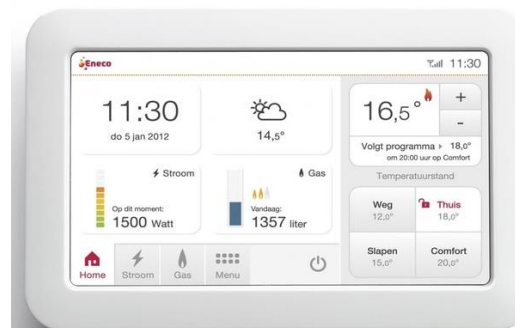 Eneco
11:30
11:30
do 5 jan 2012
14,5°
16,5°
+
-
Volgt programma 18,0°
om 20:00 uur op Comfort
Temperatuurstand
Stroom
Op dit moment:
1500 Watt
Gas
Vandaag:
1357 liter
Weg
12,0°
Thuis
18,0°
Slapen
15,0°
Comfort
20,0°
Home
Stroom
Gas
Menu